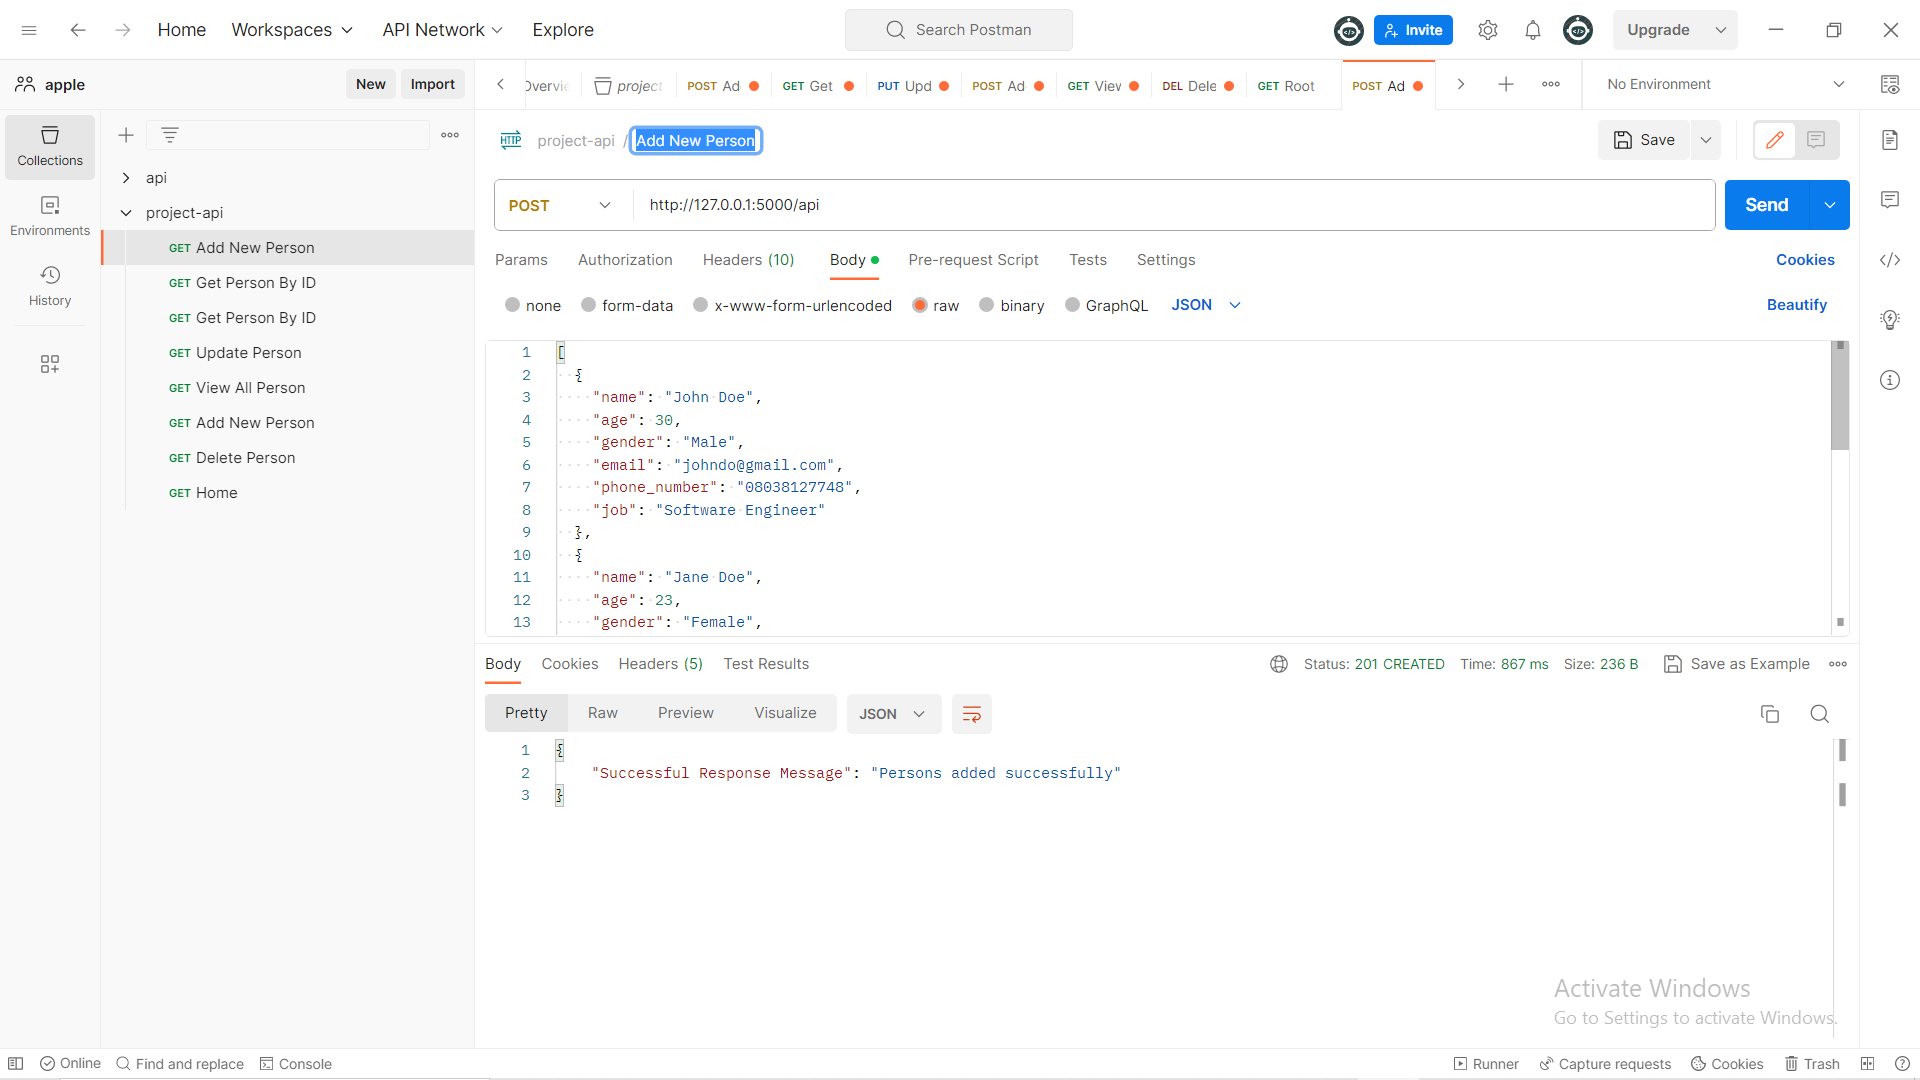 Home Workspaces API Network Explore Search Postman Invite Upgrade
apple New Import project POST Ad GET Get PUT Upd POST Ad GET Viev DEL Dele GET Root POST Ad No Environment
Collections
Environments
History
api
project-api
GET Add New Person
GET Get Person By ID
GET Get Person By ID
GET Update Person
GET View All Person
GET Add New Person
GET Delete Person
GET Home
HTTP project-api / Add New Person Save
POST http://127.0.0.1:5000/api Send
Params Authorization Headers (10) Body Pre-request Script Tests Settings Cookies
none form-data x-www-form-urlencoded raw binary GraphQL JSON Beautify
1 [
2 {
3 "name": "John Doe",
4 "age": 30,
5 "gender": "Male",
6 "email": "johndo@gmail.com",
7 "phone_number": "08038127748",
8 "job": "Software Engineer"
9 },
10 {
11 "name": "Jane Doe",
12 "age": 23,
13 "gender": "Female",
Body Cookies Headers (5) Test Results Status: 201 CREATED Time: 867 ms Size: 236 B Save as Example
Pretty Raw Preview Visualize JSON
1 {
2 "Successful Response Message": "Persons added successfully"
3 }
Activate Windows
Go to Settings to activate Windows.
Online Find and replace Console Runner Capture requests Cookies Trash